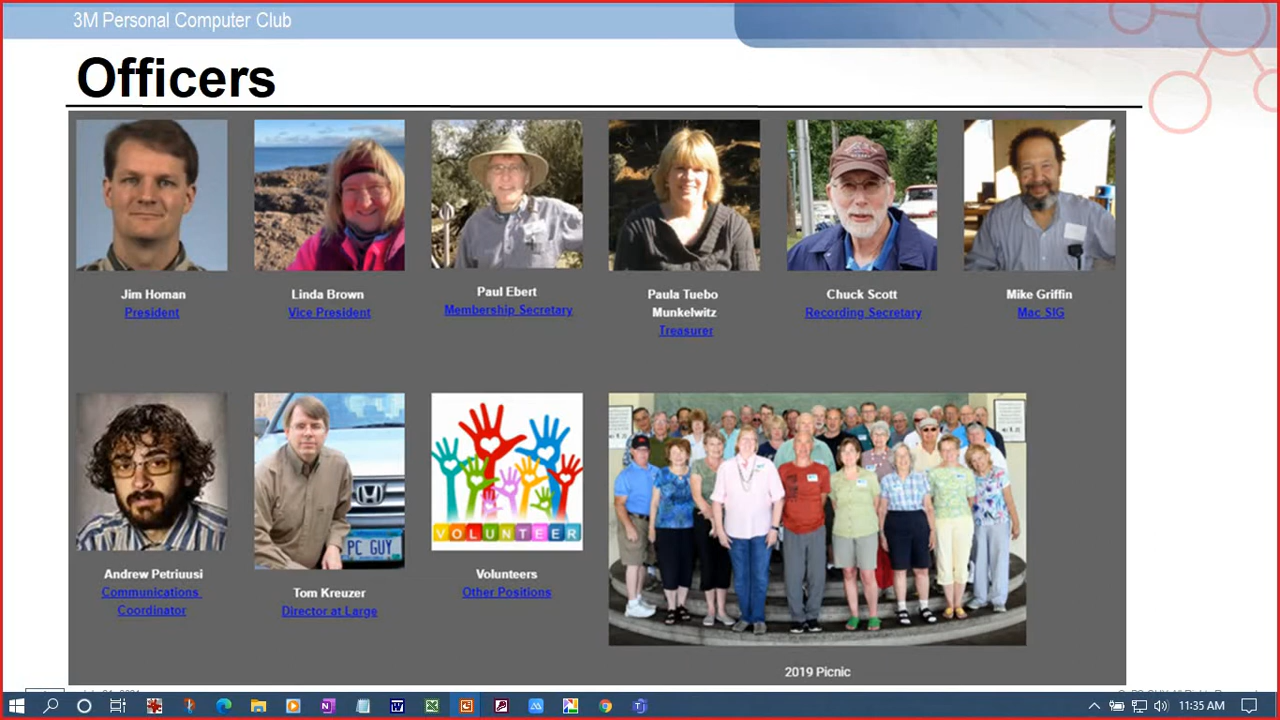 3M Personal Computer Club
Officers
Jim Homan
President
Linda Brown
Vice President
Paul Ebert
Membership Secretary
Paula Tuebo
Munkelwitz
Treasurer
Chuck Scott
Recording Secretary
Mike Griffin
Mac SIG
PC GUY
VOLUNTEER
Andrew Petriuusi
Communications
Coordinator
Tom Kreuzer
Director at Large
Volunteers
Other Positions
2019 Picnic
11:35 AM